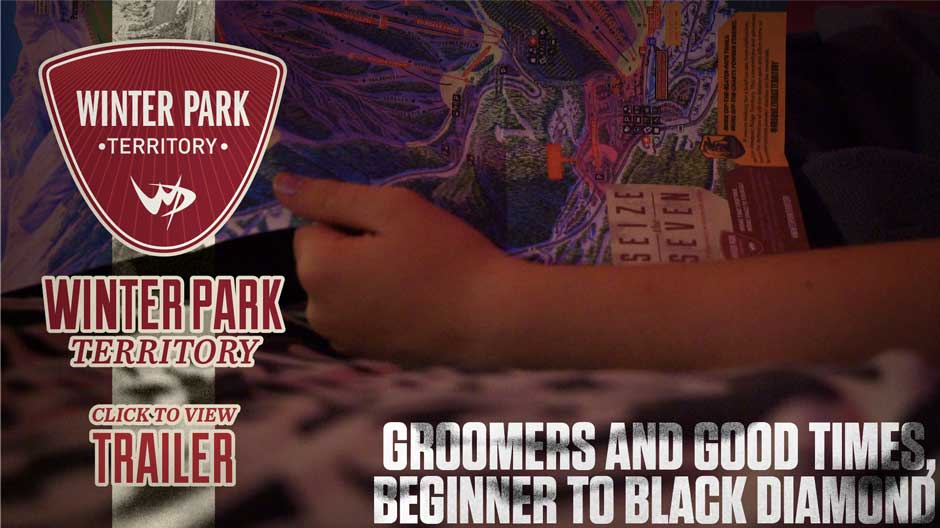 WINTER PARK
•TERRITORY•
WINTER PARK
TERRITORY
CLICK TO VIEW
TRAILER
SEIZE
the
SEVEN
GROOMERS AND GOOD TIMES,
BEGINNER TO BLACK DIAMOND